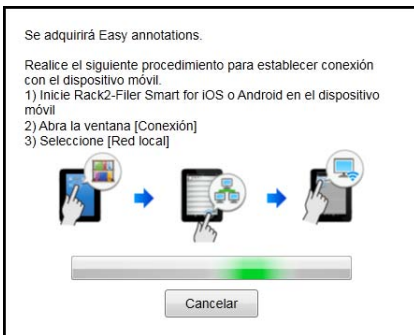 Se adquirirá Easy annotations.
Realice el siguiente procedimiento para establecer conexión
con el dispositivo móvil.
1) Inicie Rack2-Filer Smart for iOS o Android en el dispositivo
móvil
2) Abra la ventana [Conexión]
3) Seleccione [Red local]
Cancelar